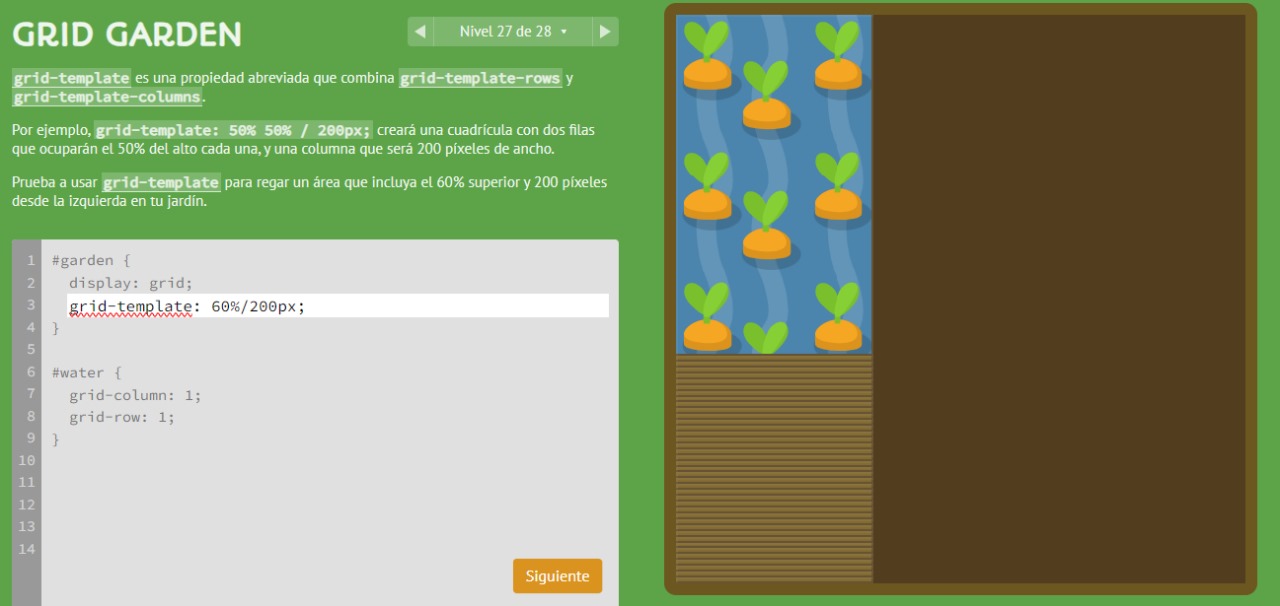 GRID GARDEN
Nivel 27 de 28
grid-template es una propiedad abreviada que combina grid-template-rows y
grid-template-columns.
Por ejemplo, grid-template: 50% 50% / 200px; creará una cuadrícula con dos filas
que ocuparán el 50% del alto cada una, y una columna que será 200 píxeles de ancho.
Prueba a usar grid-template para regar un área que incluya el 60% superior y 200 píxeles
desde la izquierda en tu jardín.
1 #garden {
2 display: grid;
3 grid-template: 60%/200px;
4 }
5
6 #water {
7 grid-column: 1;
8 grid-row: 1;
9 }
10
11
12
13
14
Siguiente